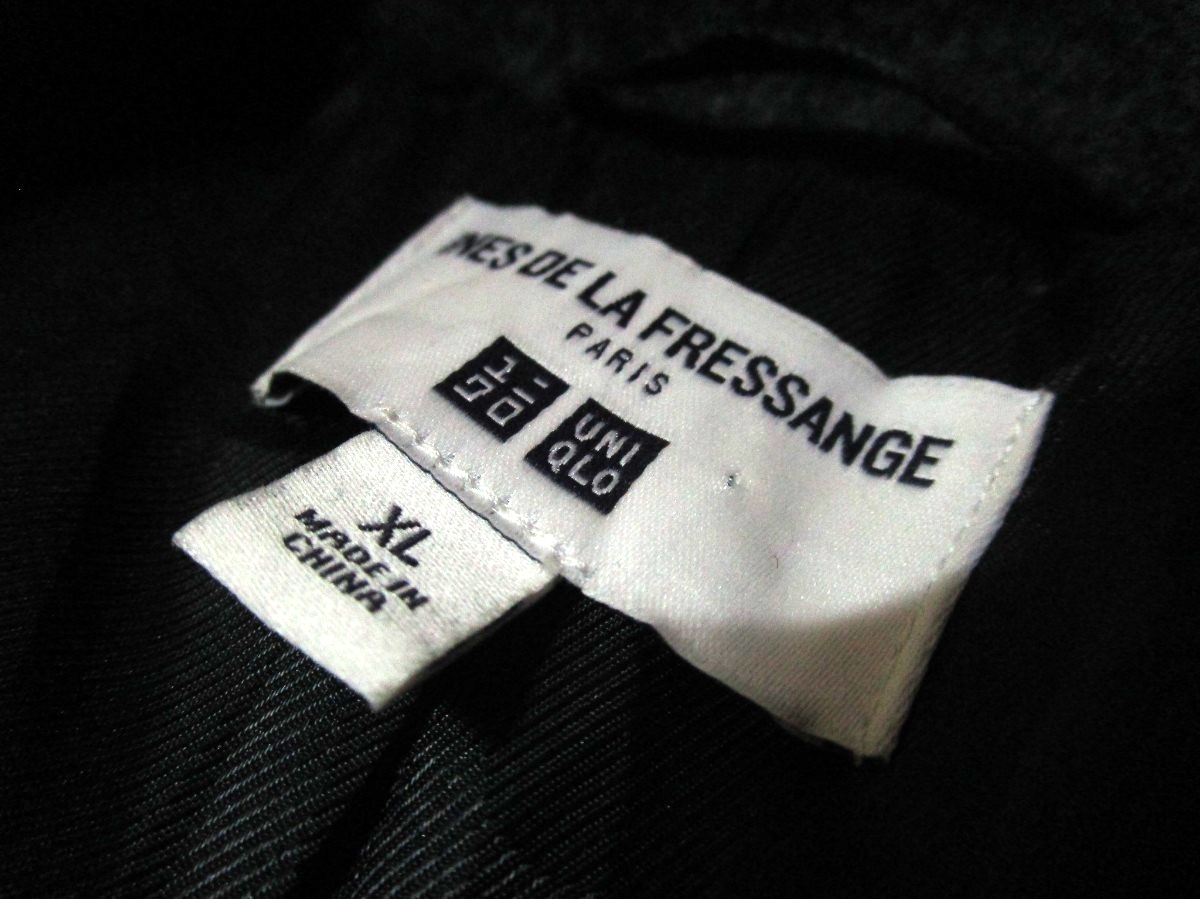 INES DE LA FRESSANGE
PARIS
ユニ
クロ
UNI
QLO
XL
MADE IN
CHINA